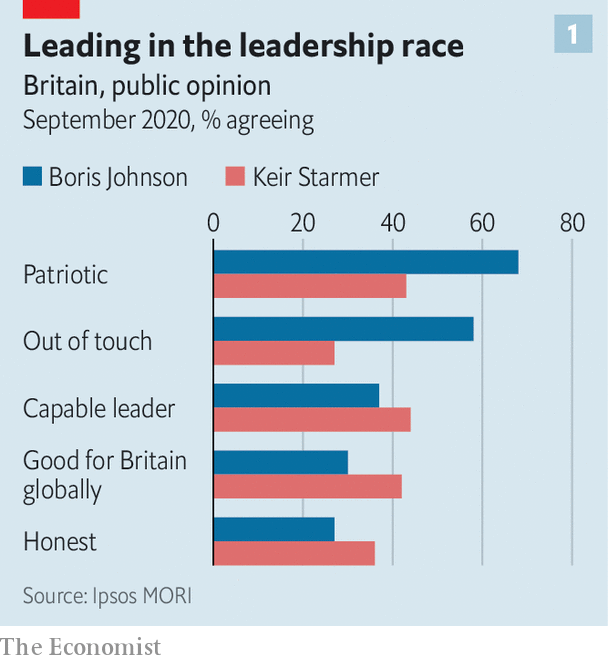 1
Leading in the leadership race
Britain, public opinion
September 2020, % agreeing
Boris Johnson Keir Starmer
0 20 40 60 80
Patriotic
Out of touch
Capable leader
Good for Britain
globally
Honest
Source: Ipsos MORI
The Economist